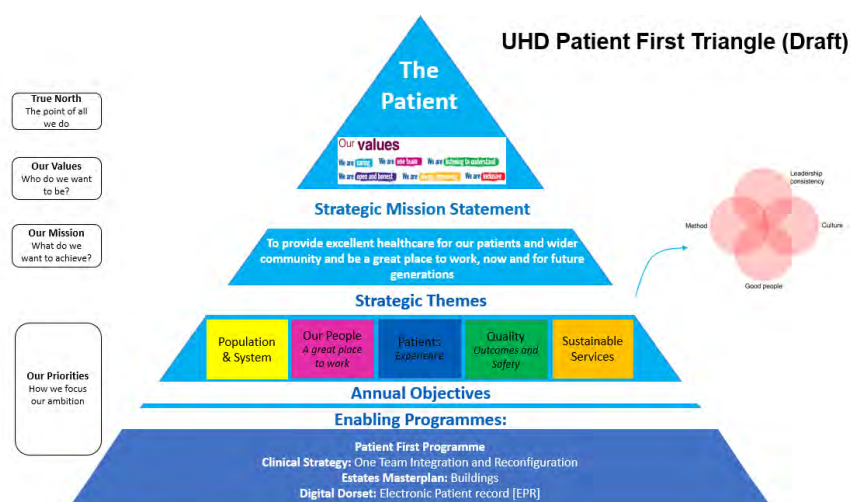 UHD Patient First Triangle (Draft)
The
Patient
True North
The point of all
we do
Our values
We are caring We are one team We are listening to understand
We are open and honest We are always improving We are inclusive
Our Values
Who do we want
to be?
Strategic Mission Statement
Our Mission
What do we
want to achieve?
To provide excellent healthcare for our patients and wider
community and be a great place to work, now and for future
generations
Leadership
consistency
Method
Culture
Good people
Strategic Themes
Population
& System
Our People
A great place
to work
Patients
Experience
Quality
Outcomes and
Safety
Sustainable
Services
Our Priorities
How we focus
our ambition
Annual Objectives
Enabling Programmes:
Patient First Programme
Clinical Strategy: One Team Integration and Reconfiguration
Estates Masterplan: Buildings
Digital Dorset: Electronic Patient record [EPR]